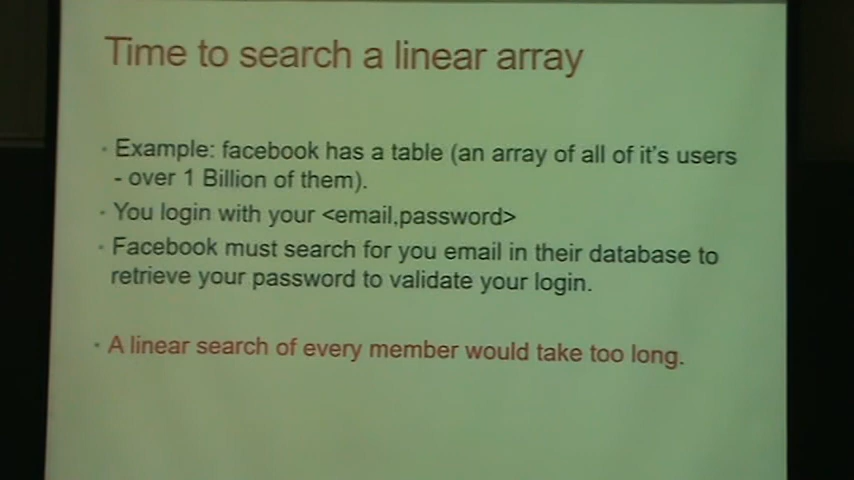 Time to search a linear array
• Example: facebook has a table (an array of all of it's users
- over 1 Billion of them).
• You login with your <email,password>
• Facebook must search for you email in their database to
retrieve your password to validate your login.
• A linear search of every member would take too long.